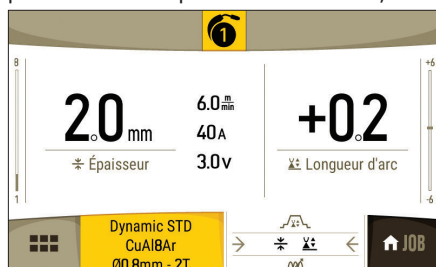 1
8
+6
2.0 mm
6.0 m/min
40 A
3.0 V
+0.2
Épaisseur
Longueur d'arc
1
-6
Dynamic STD
CuAl8Ar
Ø0.8mm - 2T
JOB